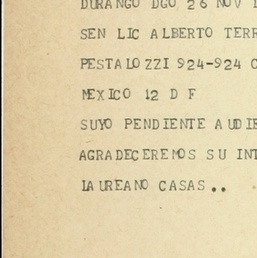 DURANGO DGO 26 NOV
SEN LIC ALBERTO TERR
PESTALOZZI 924-924 C
MEXICO 12 D F
SUYO PENDIENTE AUDIE
AGRADECEREMOS SU INT
LAUREANO CASAS..